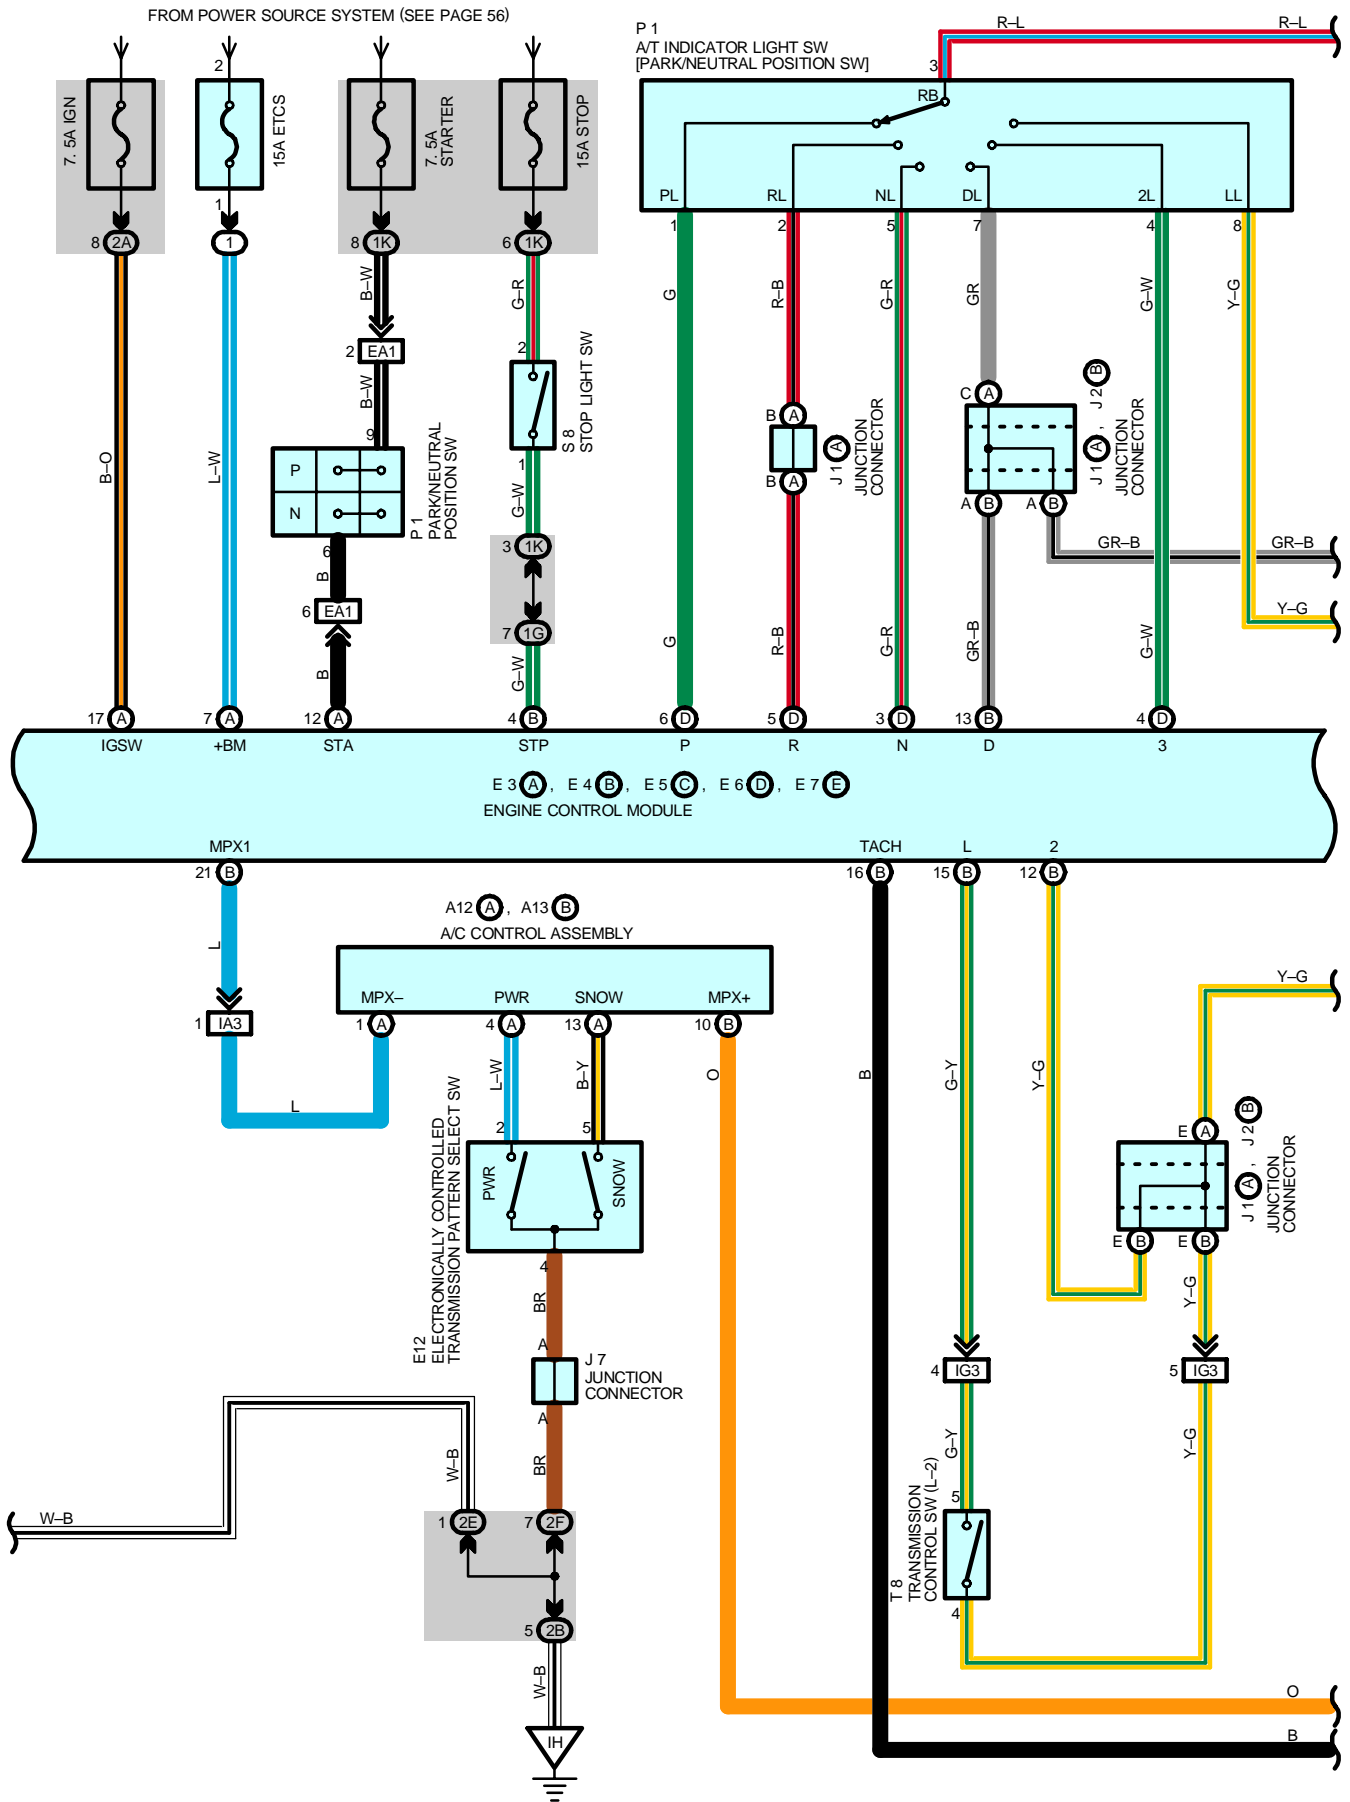 FROM POWER SOURCE SYSTEM (SEE PAGE 56)
P 1
A/T INDICATOR LIGHT SW
[PARK/NEUTRAL POSITION SW]
R–L
R–L
2
3
7. 5A IGN
15A ETCS
7. 5A
STARTER
15A STOP
RB
PL
RL
NL
DL
2L
LL
1
1
2
5
7
4
8
8 2A
1
8 1K
6 1K
B–W
G–R
G
R–B
G–R
GR
G–W
Y–G
2 EA1
2
B–W
S 8
STOP LIGHT SW
C A
J 1 A , J 2 B
JUNCTION
CONNECTOR
B A
J 1 A
JUNCTION
CONNECTOR
B A
9
P
N
P 1
PARK/NEUTRAL
POSITION SW
1
B–O
L–W
G–W
A B
A B
6
3 1K
GR–B
GR–B
B
6 EA1
7 1G
Y–G
B
G–W
G
R–B
G–R
GR–B
G–W
17 A
7 A
12 A
4 B
6 D
5 D
3 D
13 B
4 D
IGSW
+BM
STA
STP
P
R
N
D
3
E 3 A , E 4 B , E 5 C , E 6 D , E 7 E
ENGINE CONTROL MODULE
MPX1
TACH
L
2
21 B
16 B
15 B
12 B
A12 A , A13 B
A/C CONTROL ASSEMBLY
L
MPX–
PWR
SNOW
MPX+
Y–G
1 IA3
1 A
4 A
13 A
10 B
L–W
B–Y
O
B
G–Y
Y–G
L
2
5
E12
ELECTRONICALLY CONTROLLED
TRANSMISSION PATTERN SELECT SW
PWR
SNOW
E A
J 1 A , J 2 B
JUNCTION
CONNECTOR
E B
E B
4
BR
Y–G
A
J 7
JUNCTION
CONNECTOR
4 IG3
5 IG3
A
W–B
BR
G–Y
Y–G
W–B
1 2E
7 2F
5
T 8
TRANSMISSION
CONTROL SW (L–2)
4
5 2B
W–B
O
B
IH